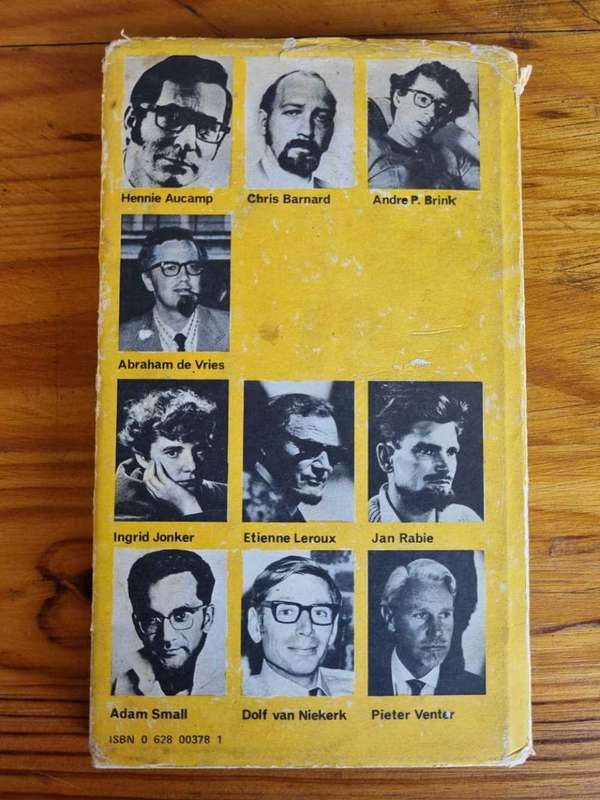 Hennie Aucamp Chris Barnard Andre P. Brink
Abraham de Vries
Ingrid Jonker Etienne Leroux Jan Rabie
Adam Small Dolf van Niekerk Pieter Venter
ISBN 0 628 00378 1